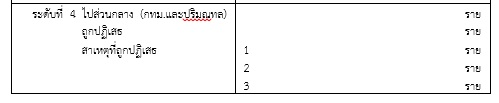 ระดับที่ 4 ไปส่วนกลาง (กทม.และปริมณฑล) ราย
ถูกปฏิเสธ ราย
สาเหตุที่ถูกปฏิเสธ 1 ราย
2 ราย
3 ราย